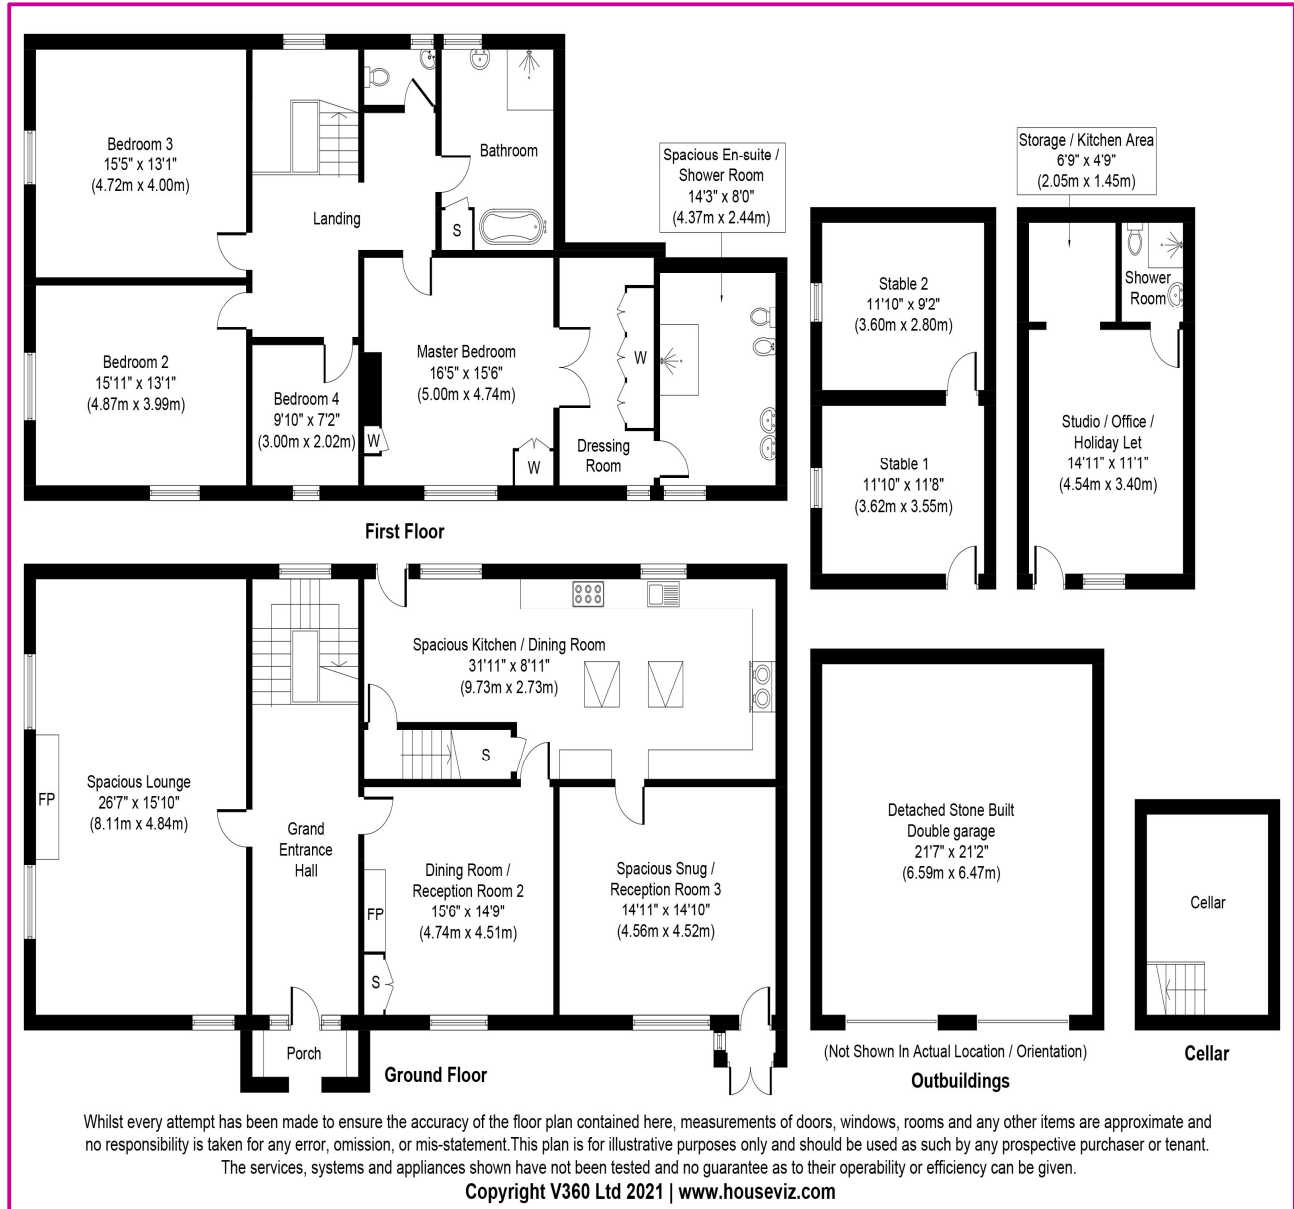 Bedroom 3
15'5" x 13'1"
(4.72m x 4.00m)
Landing
Bathroom
S
Spacious En-suite /
Shower Room
14'3" x 8'0"
(4.37m x 2.44m)
Bedroom 2
15'11" x 13'1"
(4.87m x 3.99m)
Bedroom 4
9'10" x 7'2"
(3.00m x 2.02m)
W
Master Bedroom
16'5" x 15'6"
(5.00m x 4.74m)
W
W
Dressing
Room
First Floor
Storage / Kitchen Area
6'9" x 4'9"
(2.05m x 1.45m)
Stable 2
11'10" x 9'2"
(3.60m x 2.80m)
Stable 1
11'10" x 11'8"
(3.62m x 3.55m)
Shower
Room
Studio / Office /
Holiday Let
14'11" x 11'1"
(4.54m x 3.40m)
Spacious Lounge
26'7" x 15'10"
(8.11m x 4.84m)
FP
Grand
Entrance
Hall
Spacious Kitchen / Dining Room
31'11" x 8'11"
(9.73m x 2.73m)
S
Dining Room /
Reception Room 2
15'6" x 14'9"
(4.74m x 4.51m)
FP
S
Spacious Snug /
Reception Room 3
14'11" x 14'10"
(4.56m x 4.52m)
Porch
Ground Floor
Detached Stone Built
Double garage
21'7" x 21'2"
(6.59m x 6.47m)
(Not Shown In Actual Location / Orientation)
Outbuildings
Cellar
Cellar
Whilst every attempt has been made to ensure the accuracy of the floor plan contained here, measurements of doors, windows, rooms and any other items are approximate and
no responsibility is taken for any error, omission, or mis-statement.This plan is for illustrative purposes only and should be used as such by any prospective purchaser or tenant.
The services, systems and appliances shown have not been tested and no guarantee as to their operability or efficiency can be given.
Copyright V360 Ltd 2021 | www.houseviz.com